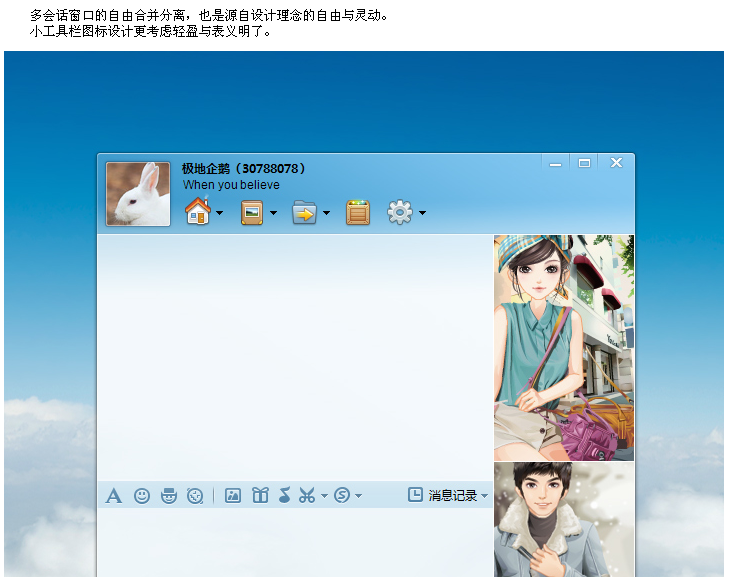 多会话窗口的自由合并分离，也是源自设计理念的自由与灵动。
小工具栏图标设计更考虑轻盈与表义明了。
极地企鹅（30788078）
When you believe
消息记录